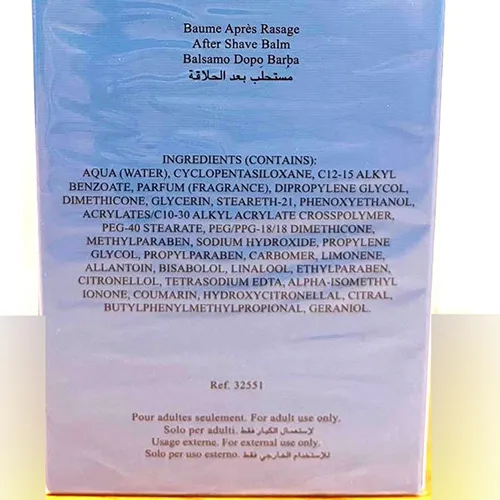 Baume Après Rasage
After Shave Balm
Balsamo Dopo Barba
مُستحلَب بعد الحلاقة
INGREDIENTS (CONTAINS):
AQUA (WATER), CYCLOPENTASILOXANE, C12-15 ALKYL
BENZOATE, PARFUM (FRAGRANCE), DIPROPYLENE GLYCOL,
DIMETHICONE, GLYCERIN, STEARETH-21, PHENOXYETHANOL,
ACRYLATES/C10-30 ALKYL ACRYLATE CROSSPOLYMER,
PEG-40 STEARATE, PEG/PPG-18/18 DIMETHICONE,
METHYLPARABEN, SODIUM HYDROXIDE, PROPYLENE
GLYCOL, PROPYLPARABEN, CARBOMER, LIMONENE,
ALLANTOIN, BISABOLOL, LINALOOL, ETHYLPARABEN,
CITRONELLOL, TETRASODIUM EDTA, ALPHA-ISOMETHYL
IONONE, COUMARIN, HYDROXYCITRONELLAL, CITRAL,
BUTYLPHENYLMETHYLPROPIONAL, GERANIOL.
Ref. 32551
Pour adultes seulement. For adult use only.
Solo per adulti. لإستعمال الكبار فقط.
Usage externe. For external use only.
Solo per uso esterno. للاستخدام الخارجي فقط.